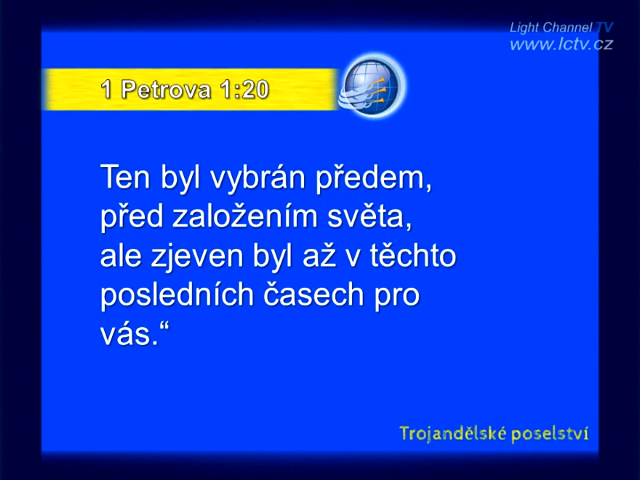 Light Channel TV
www.lctv.cz
1 Petrova 1:20
Ten byl vybrán předem,
před založením světa,
ale zjeven byl až v těchto
posledních časech pro
vás.“
Trojandělské poselství